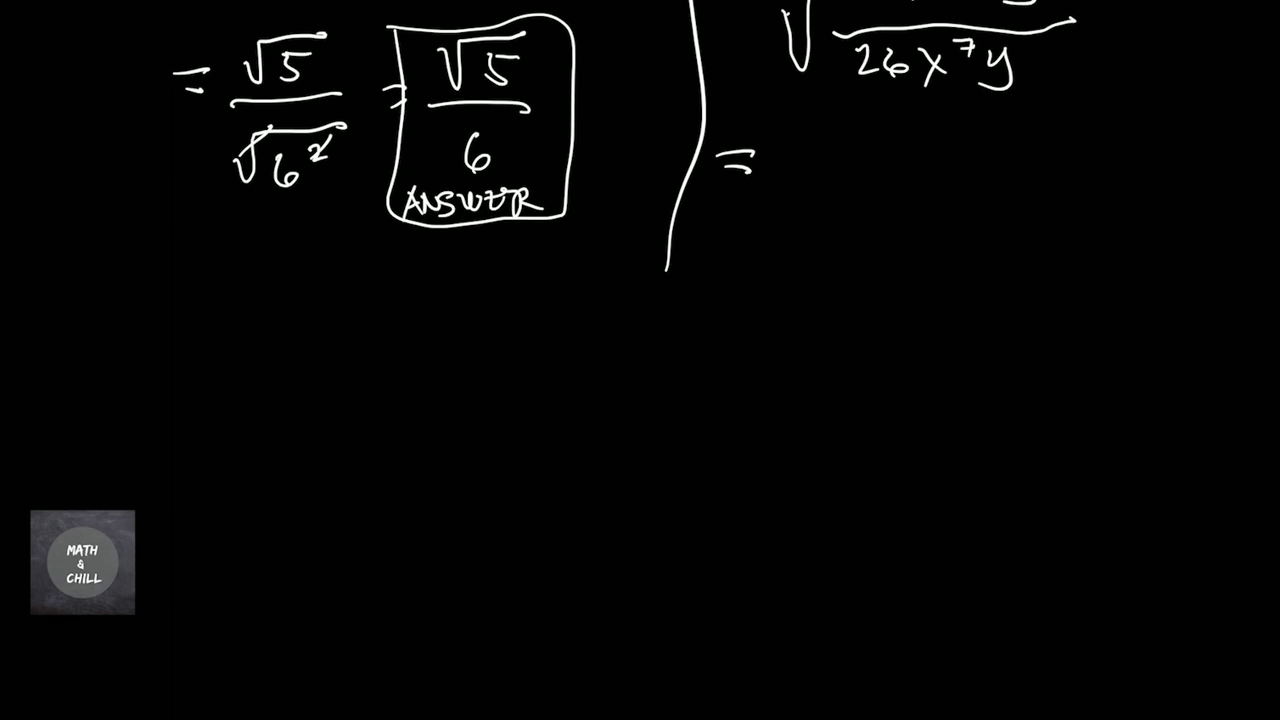 = √5 / √6² = √5 / 6
ANSWER
√ / 26x⁷y
=
MATH
&
CHILL